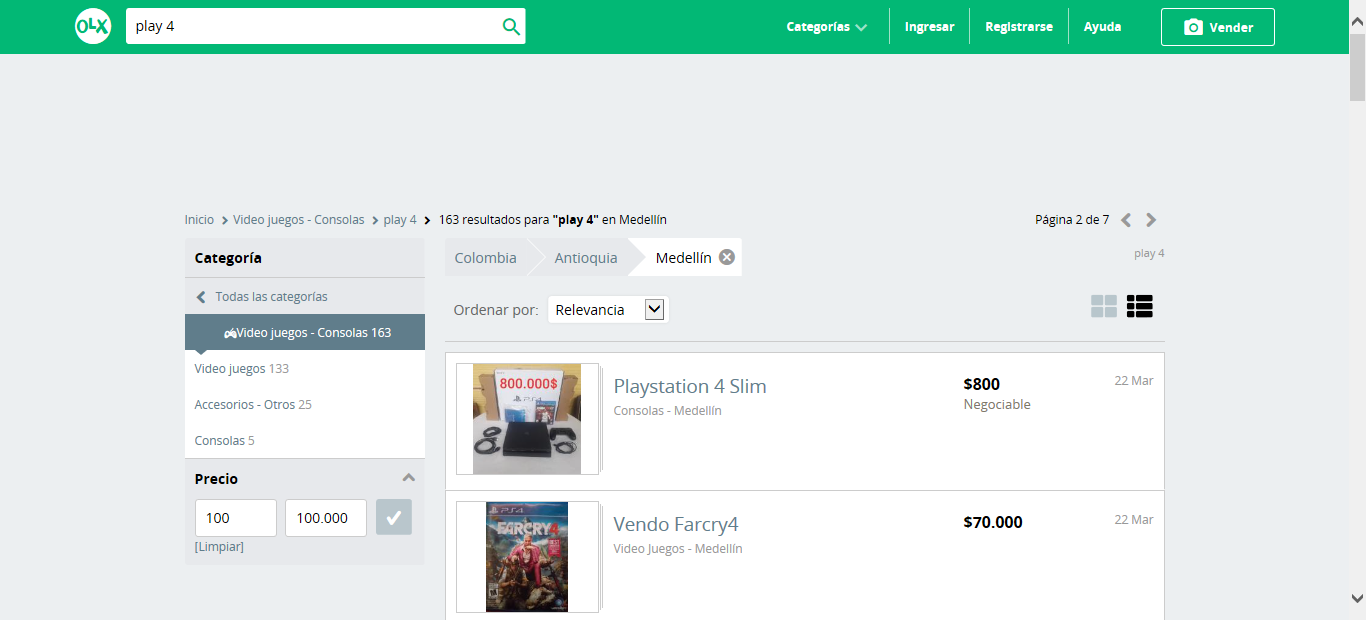 OLX play 4 Categorías Ingresar Registrarse Ayuda Vender
Inicio Video juegos - Consolas play 4 163 resultados para "play 4" en Medellín Página 2 de 7
Categoría
Colombia Antioquia Medellín
play 4
Todas las categorías
Ordenar por: Relevancia
Video juegos - Consolas 163
Video juegos 133
Accesorios - Otros 25
Consolas 5
Precio
100 100.000
[Limpiar]
800.000$
PS4
Playstation 4 Slim $800 22 Mar
Consolas - Medellín Negociable
PS4
FARCRY4
Vendo Farcry4 $70.000 22 Mar
Video Juegos - Medellín